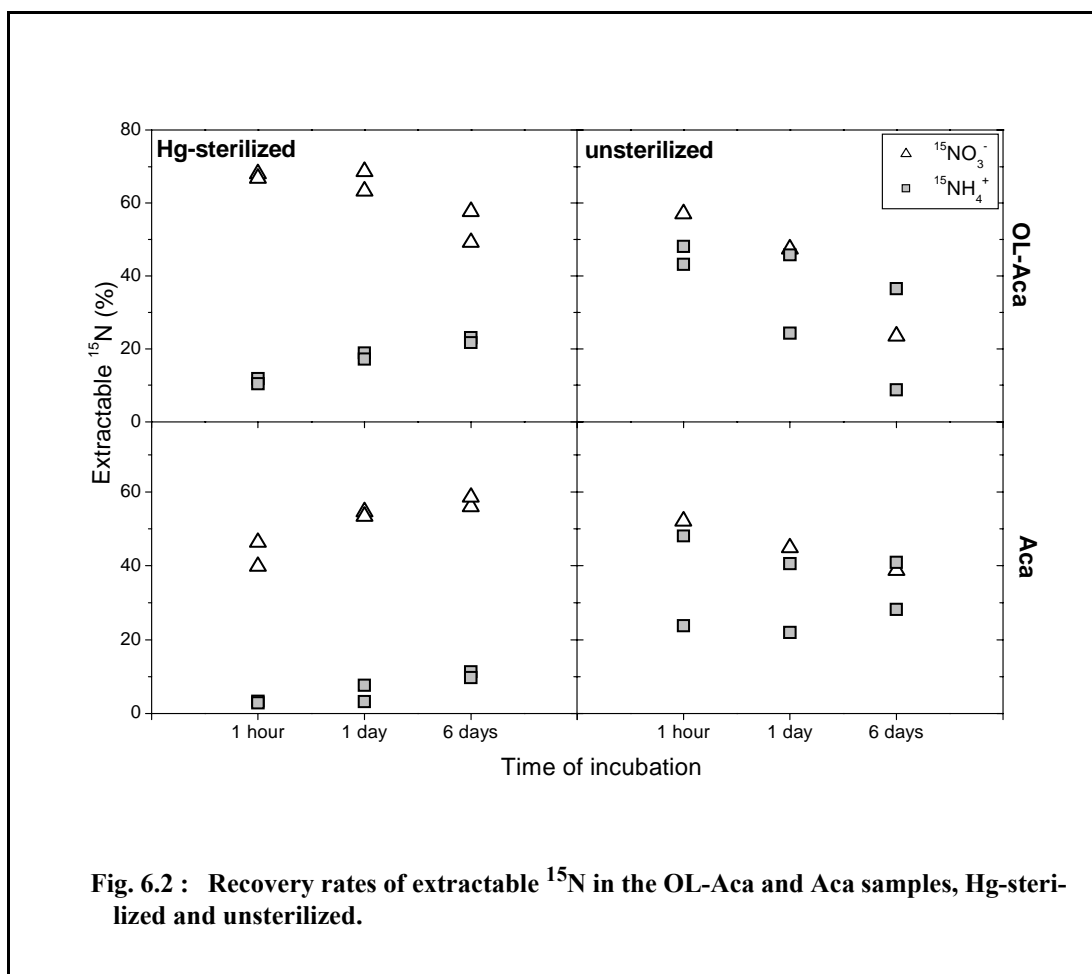 80
60
40
20
0
60
40
20
0
Extractable ¹⁵N (%)
Hg-sterilized
unsterilized
¹⁵NO₃⁻
¹⁵NH₄⁺
OL-Aca
Aca
1 hour 1 day 6 days 1 hour 1 day 6 days
Time of incubation
Fig. 6.2 : Recovery rates of extractable ¹⁵N in the OL-Aca and Aca samples, Hg-steri-
lized and unsterilized.